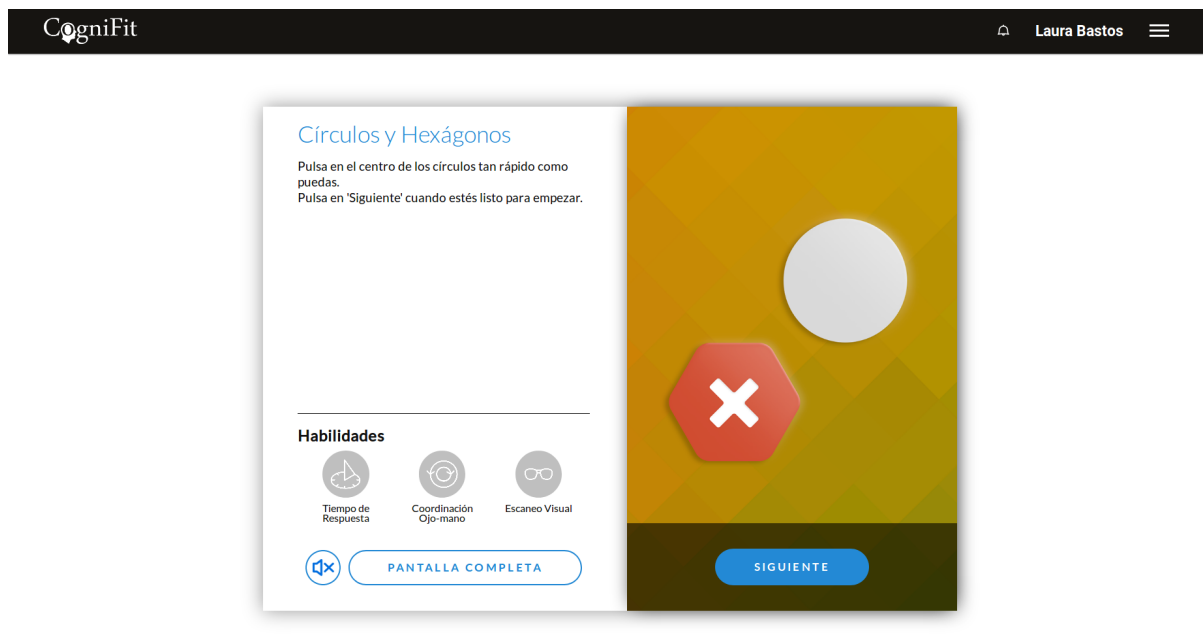 CogniFit
Laura Bastos
Círculos y Hexágonos
Pulsa en el centro de los círculos tan rápido como
puedas.
Pulsa en 'Siguiente' cuando estés listo para empezar.
Habilidades
Tiempo de
Respuesta
Coordinación
Ojo-mano
Escaneo Visual
PANTALLA COMPLETA
SIGUIENTE